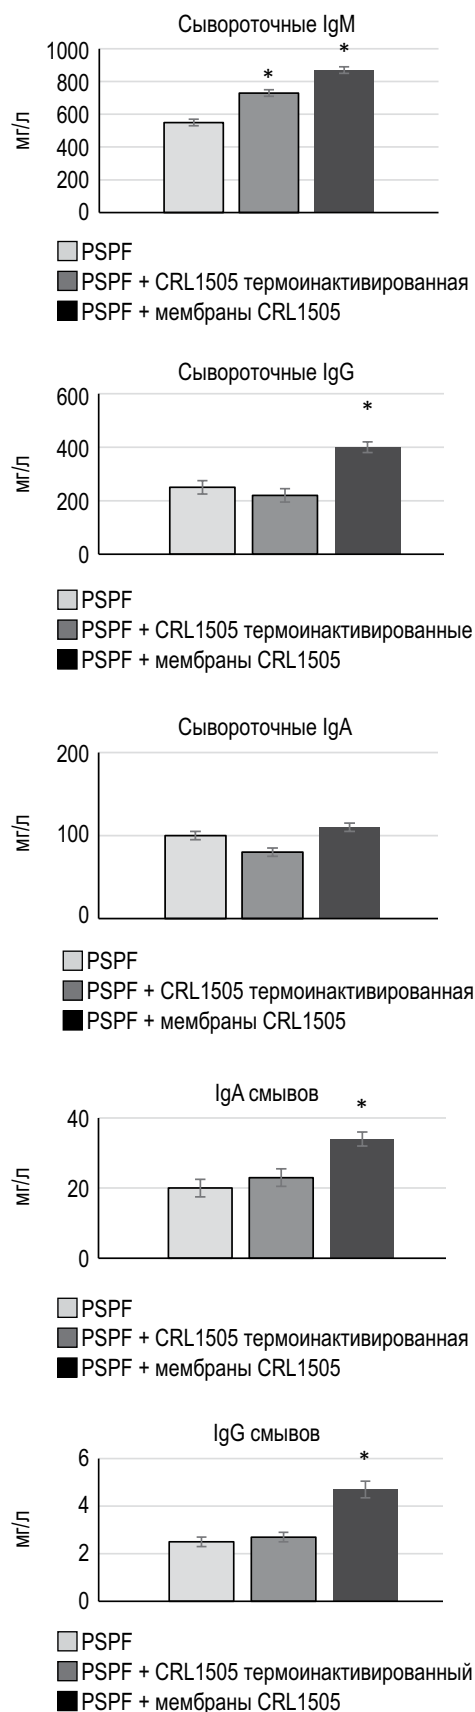 Сывороточные IgM
* *
1000
800
600
400
200
0
мг/л
PSPF
PSPF + CRL1505 термоинактивированная
PSPF + мембраны CRL1505
Сывороточные IgG
*
600
400
200
0
мг/л
PSPF
PSPF + CRL1505 термоинактивированные
PSPF + мембраны CRL1505
Сывороточные IgA
200
100
0
мг/л
PSPF
PSPF + CRL1505 термоинактивированная
PSPF + мембраны CRL1505
IgA смывов
*
40
20
0
мг/л
PSPF
PSPF + CRL1505 термоинактивированная
PSPF + мембраны CRL1505
IgG смывов
*
6
4
2
0
мг/л
PSPF
PSPF + CRL1505 термоинактивированный
PSPF + мембраны CRL1505